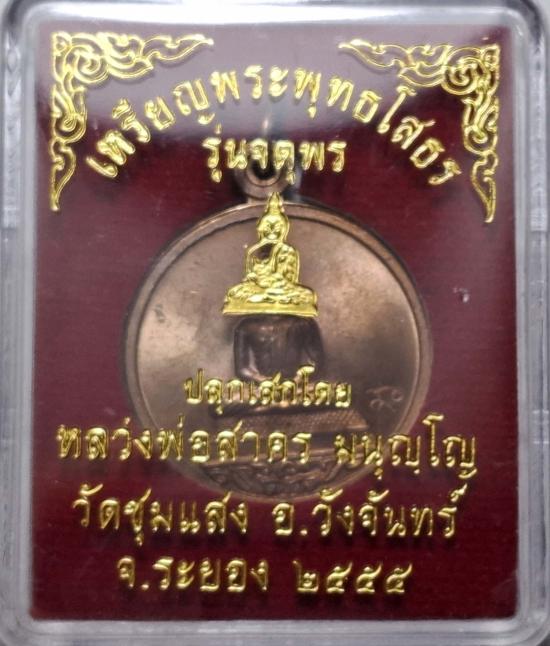 เหรียญพระพุทธโสธร
รุ่นจตุพร
ปลุกเสกโดย
หลวงพ่อสาคร มนุญฺโญ
วัดชุมแสง อ.วังจันทร์
จ.ระยอง ๒๕๕๕